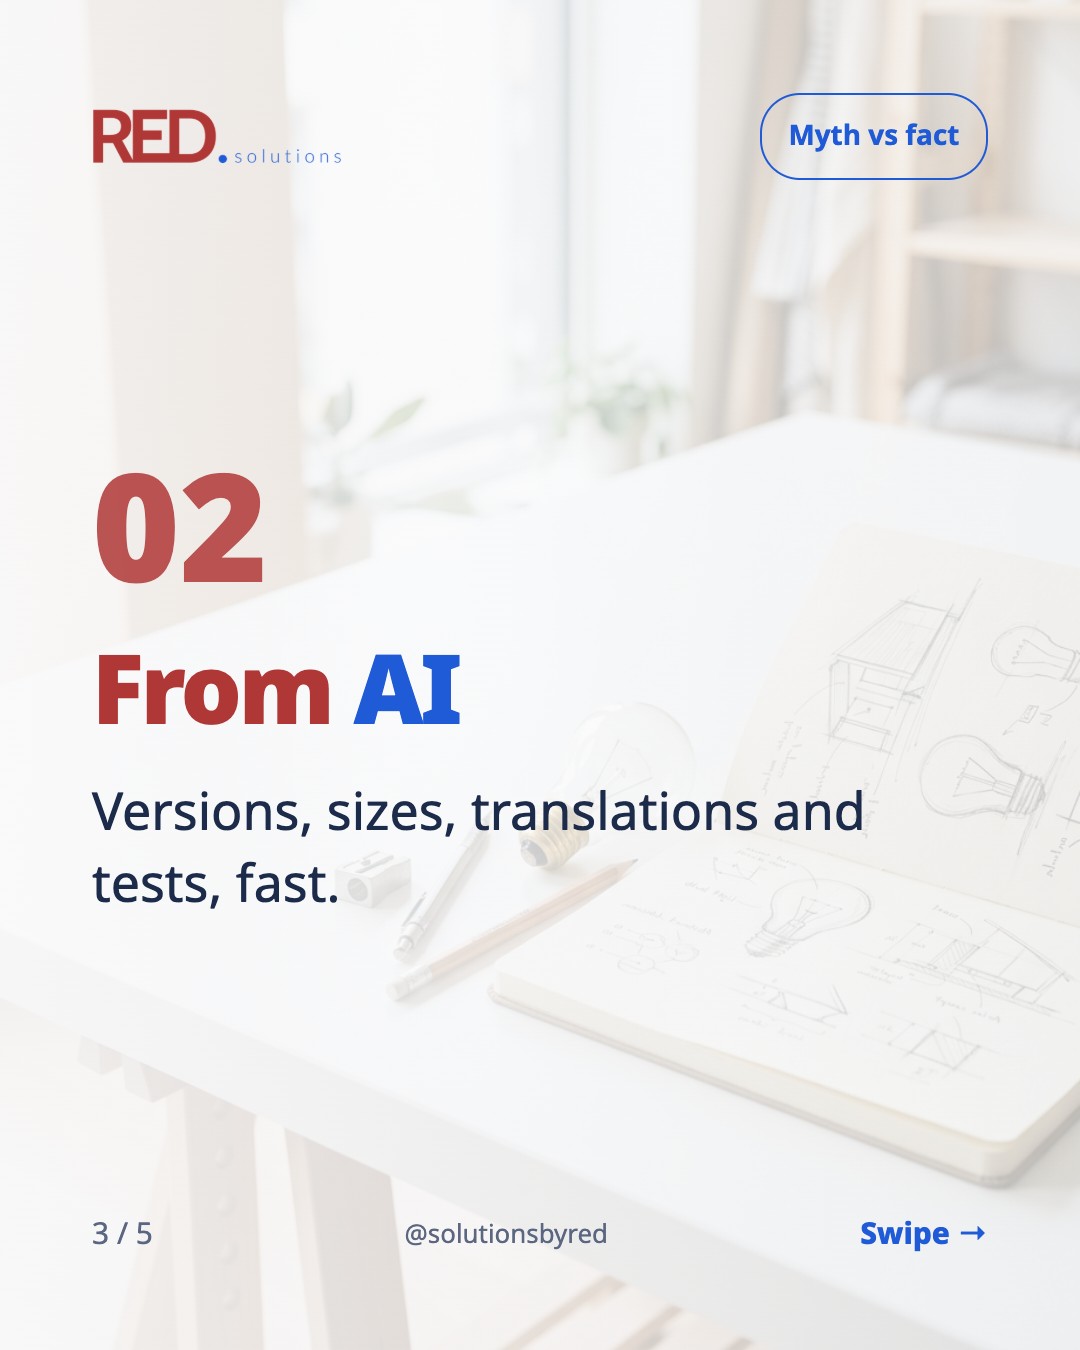 RED.solutions
Myth vs fact
02
From AI
Versions, sizes, translations and
tests, fast.
3 / 5
@solutionsbyred
Swipe →